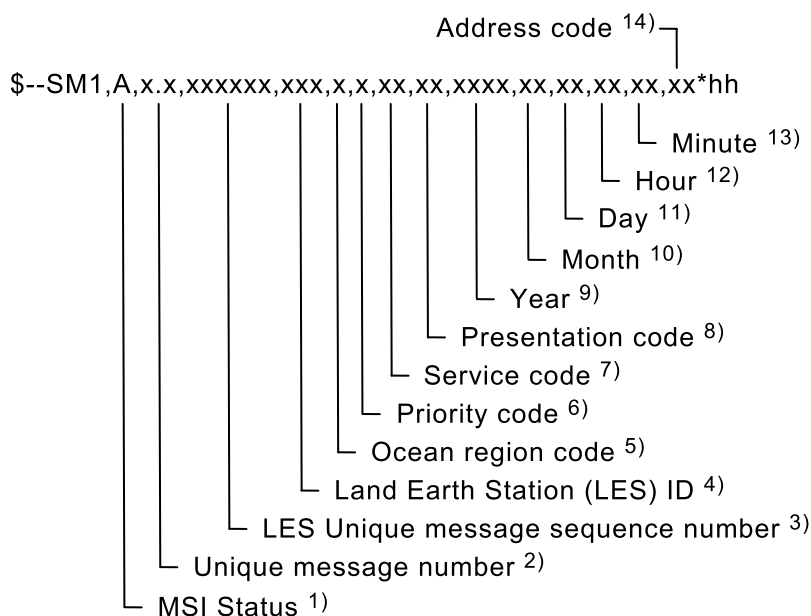 Address code 14)
$--SM1,A,x.x,xxxxxx,xxx,x,x,xx,xx,xxxx,xx,xx,xx,xx,xx*hh
Minute 13)
Hour 12)
Day 11)
Month 10)
Year 9)
Presentation code 8)
Service code 7)
Priority code 6)
Ocean region code 5)
Land Earth Station (LES) ID 4)
LES Unique message sequence number 3)
Unique message number 2)
MSI Status 1)